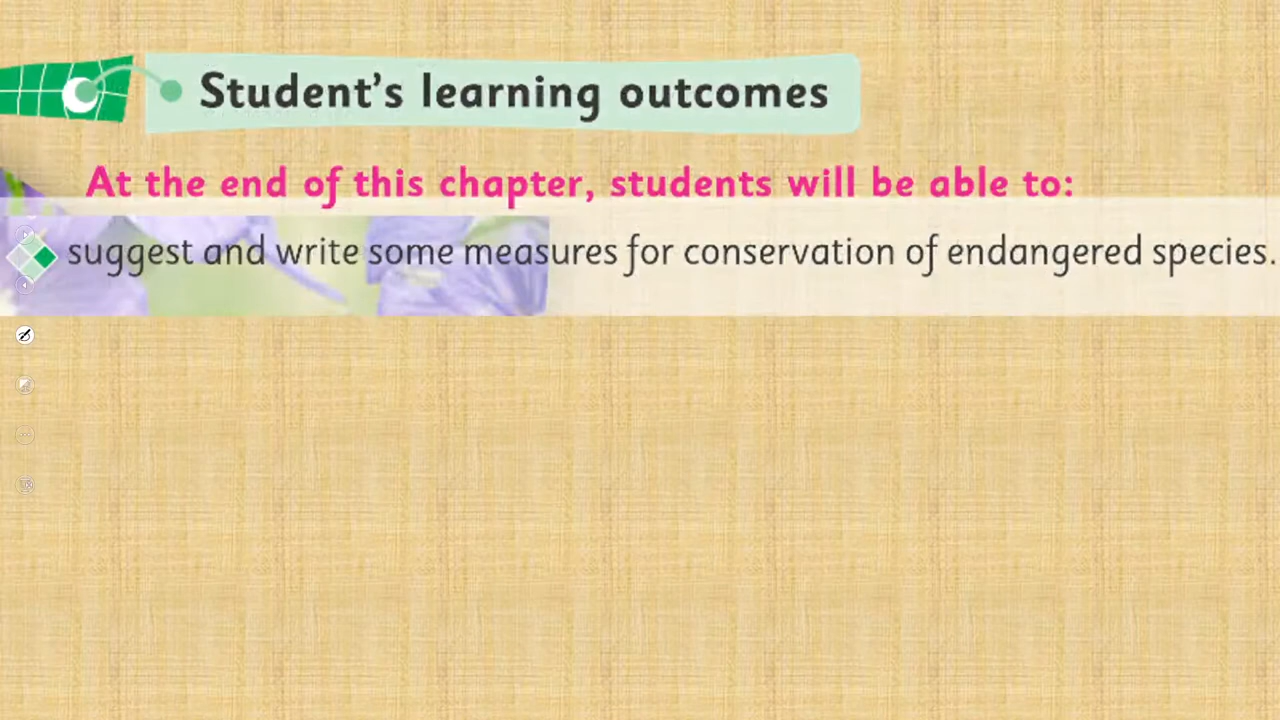 Student's learning outcomes
At the end of this chapter, students will be able to:
suggest and write some measures for conservation of endangered species.